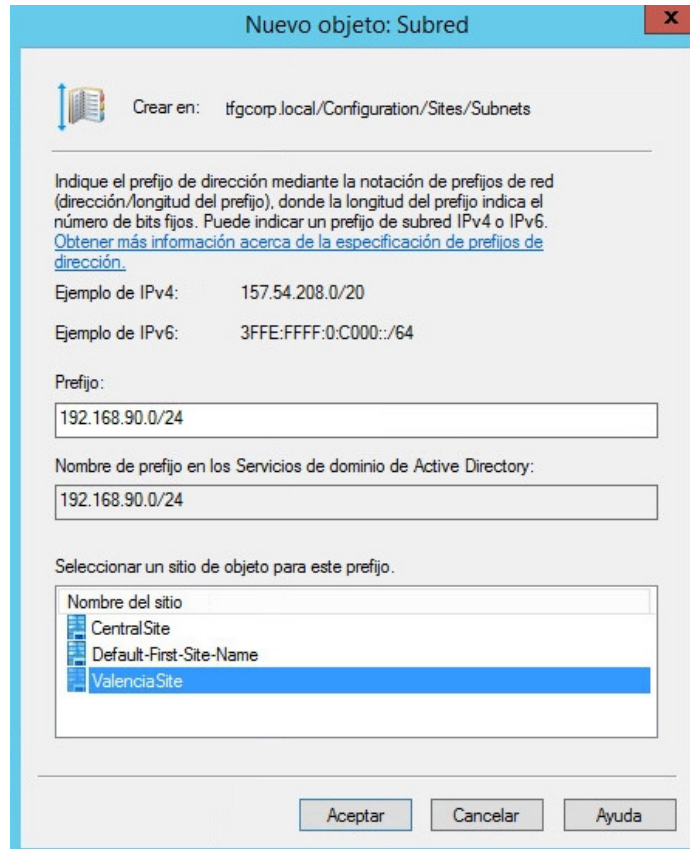 Nuevo objeto: Subred
x
Crear en: tfgcorp.local/Configuration/Sites/Subnets
Indique el prefijo de dirección mediante la notación de prefijos de red
(dirección/longitud del prefijo), donde la longitud del prefijo indica el
número de bits fijos. Puede indicar un prefijo de subred IPv4 o IPv6.
Obtener más información acerca de la especificación de prefijos de
dirección.
Ejemplo de IPv4: 157.54.208.0/20
Ejemplo de IPv6: 3FFE:FFFF:0:C000::/64
Prefijo:
192.168.90.0/24
Nombre de prefijo en los Servicios de dominio de Active Directory:
192.168.90.0/24
Seleccionar un sitio de objeto para este prefijo.
Nombre del sitio
CentralSite
Default-First-Site-Name
ValenciaSite
Aceptar Cancelar Ayuda